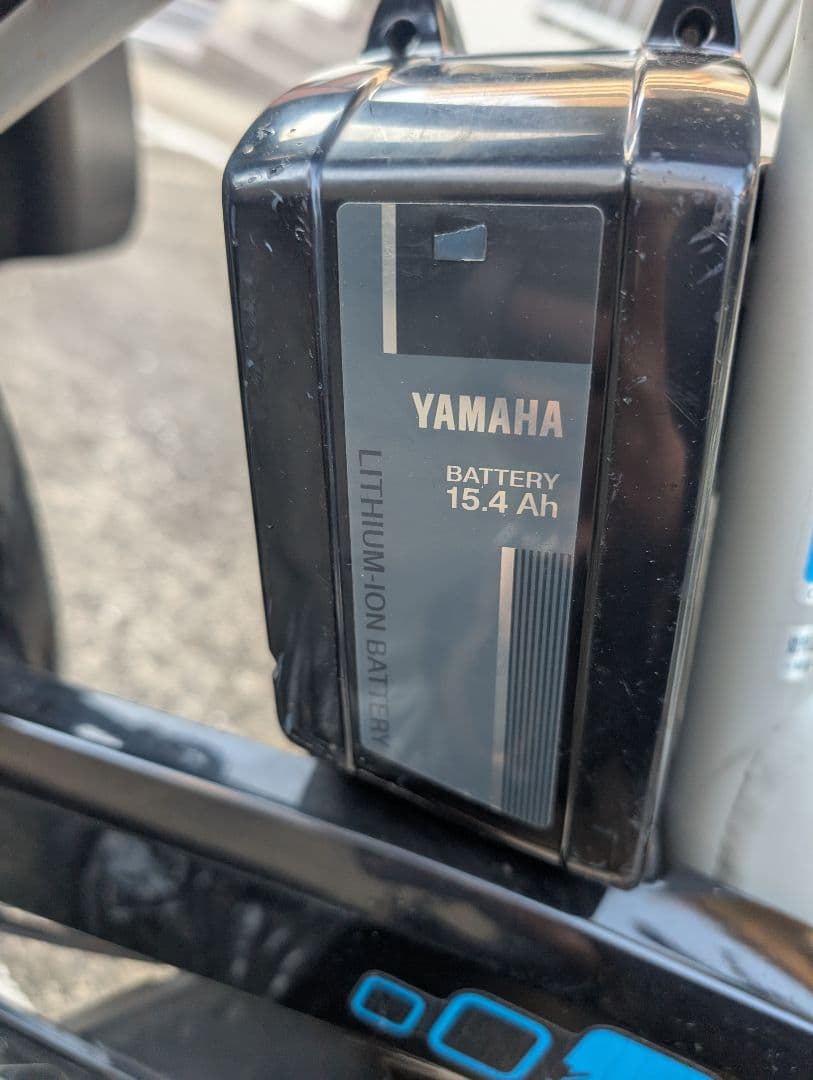 YAMAHA
BATTERY
15.4 Ah
LITHIUM-ION BATTERY